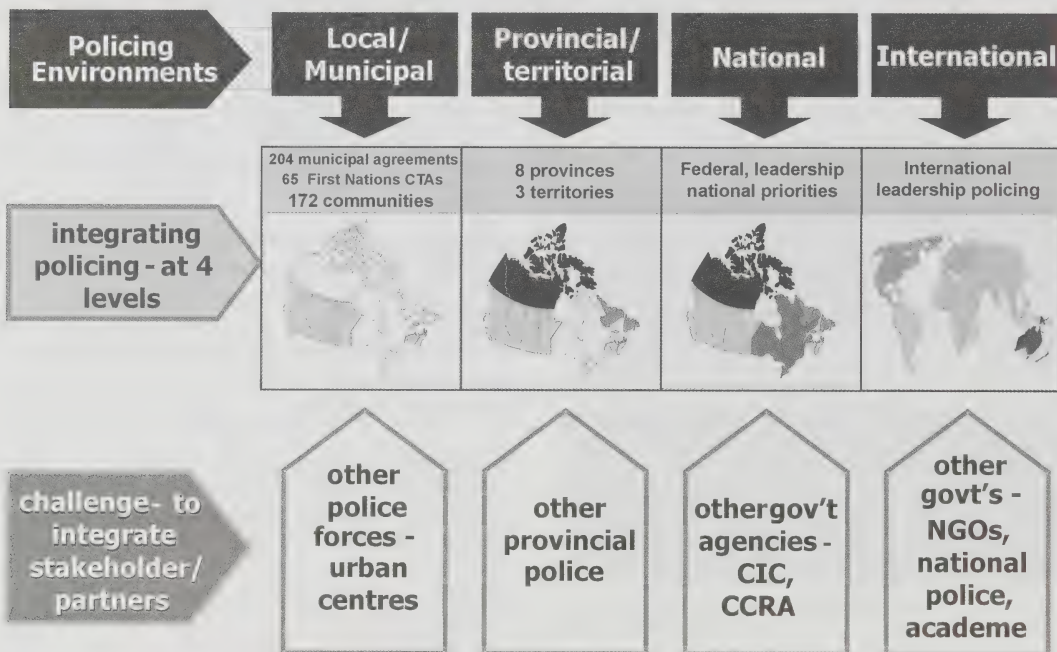 Policing
Environments
Local/
Municipal
Provincial/
territorial
National
International
integrating
policing - at 4
levels
204 municipal agreements
65 First Nations CTAs
172 communities
8 provinces
3 territories
Federal, leadership
national priorities
International
leadership policing
challenge- to
integrate
stakeholder/
partners
other
police
forces -
urban
centres
other
provincial
police
othergov't
agencies -
CIC,
CCRA
other
govt's -
NGOs,
national
police,
academe